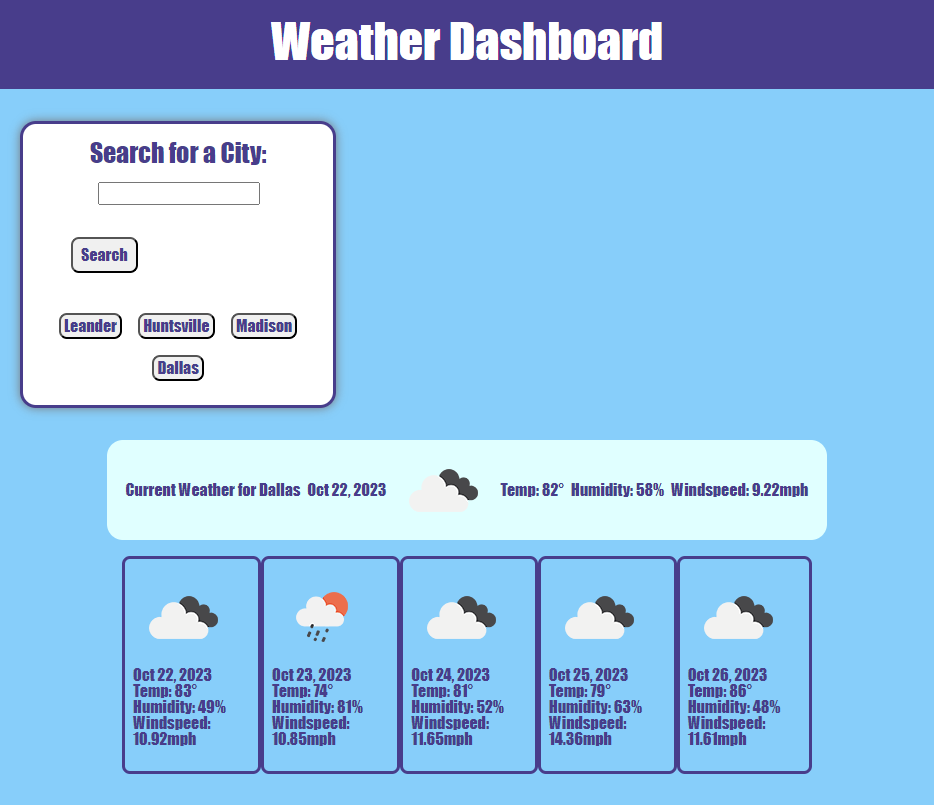 Weather Dashboard
Search for a City:
Search
Leander Huntsville Madison
Dallas
Current Weather for Dallas Oct 22, 2023 Temp: 82° Humidity: 58% Windspeed: 9.22mph
Oct 22, 2023
Temp: 83°
Humidity: 49%
Windspeed:
10.92mph
Oct 23, 2023
Temp: 74°
Humidity: 81%
Windspeed:
10.85mph
Oct 24, 2023
Temp: 81°
Humidity: 52%
Windspeed:
11.65mph
Oct 25, 2023
Temp: 79°
Humidity: 63%
Windspeed:
14.36mph
Oct 26, 2023
Temp: 86°
Humidity: 48%
Windspeed:
11.61mph